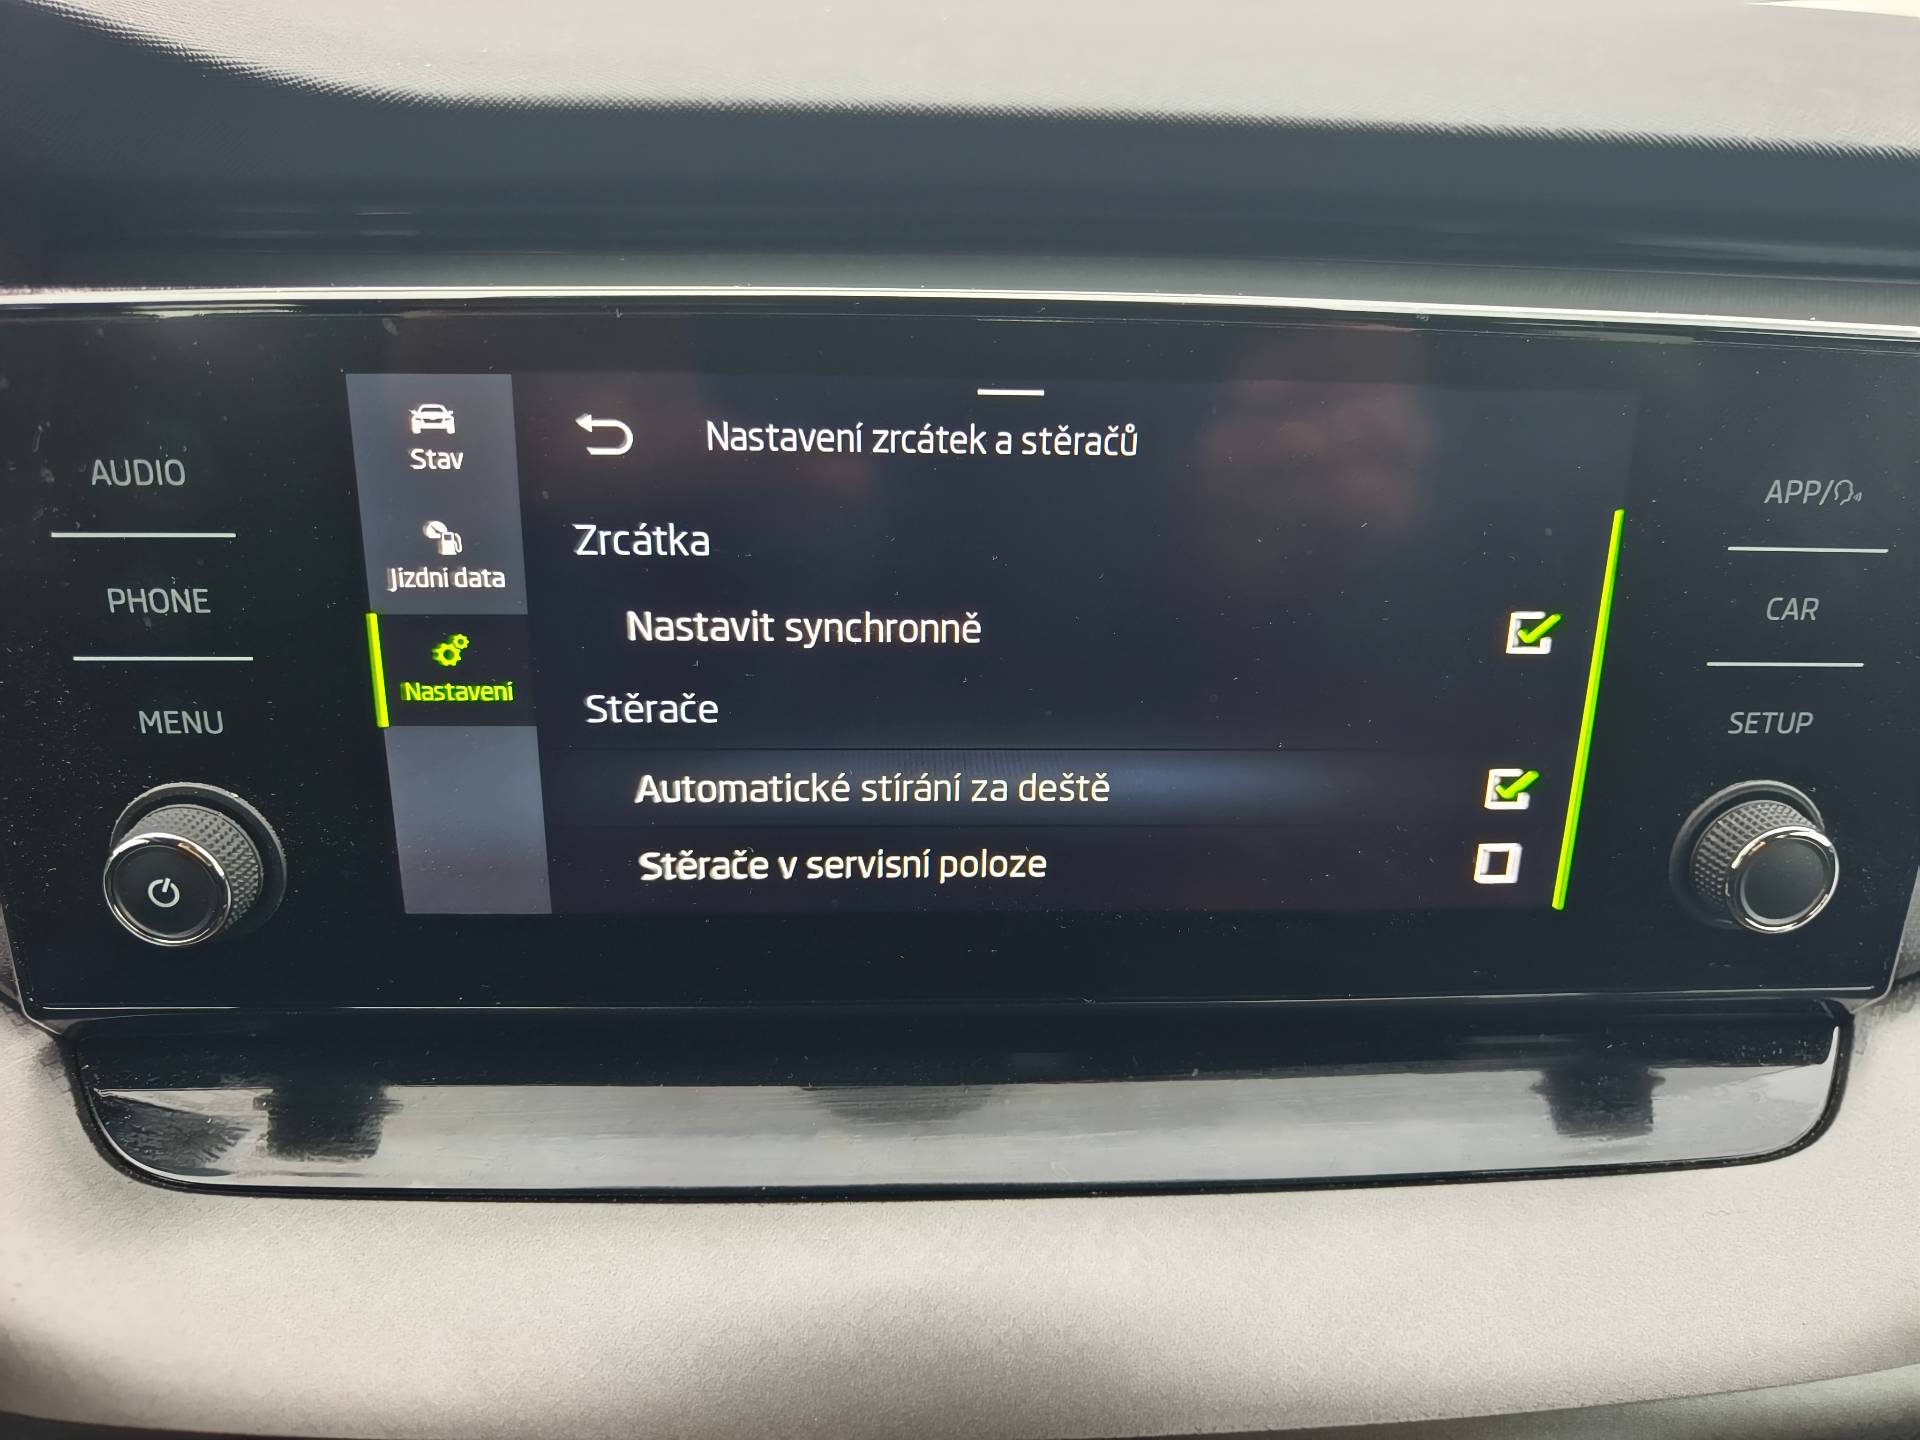 AUDIO
PHONE
MENU
Stav
Jízdní data
Nastavení
Nastavení zrcátek a stěračů
Zrcátka
Nastavit synchronně
Stěrače
Automatické stírání za deště
Stěrače v servisní poloze
APP/
CAR
SETUP